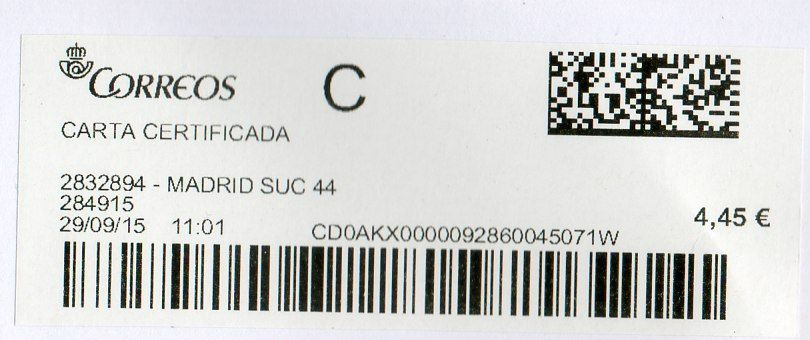 CORREOS
C
CARTA CERTIFICADA
2832894 - MADRID SUC 44
284915
29/09/15 11:01
CD0AKX0000092860045071W
4,45 €